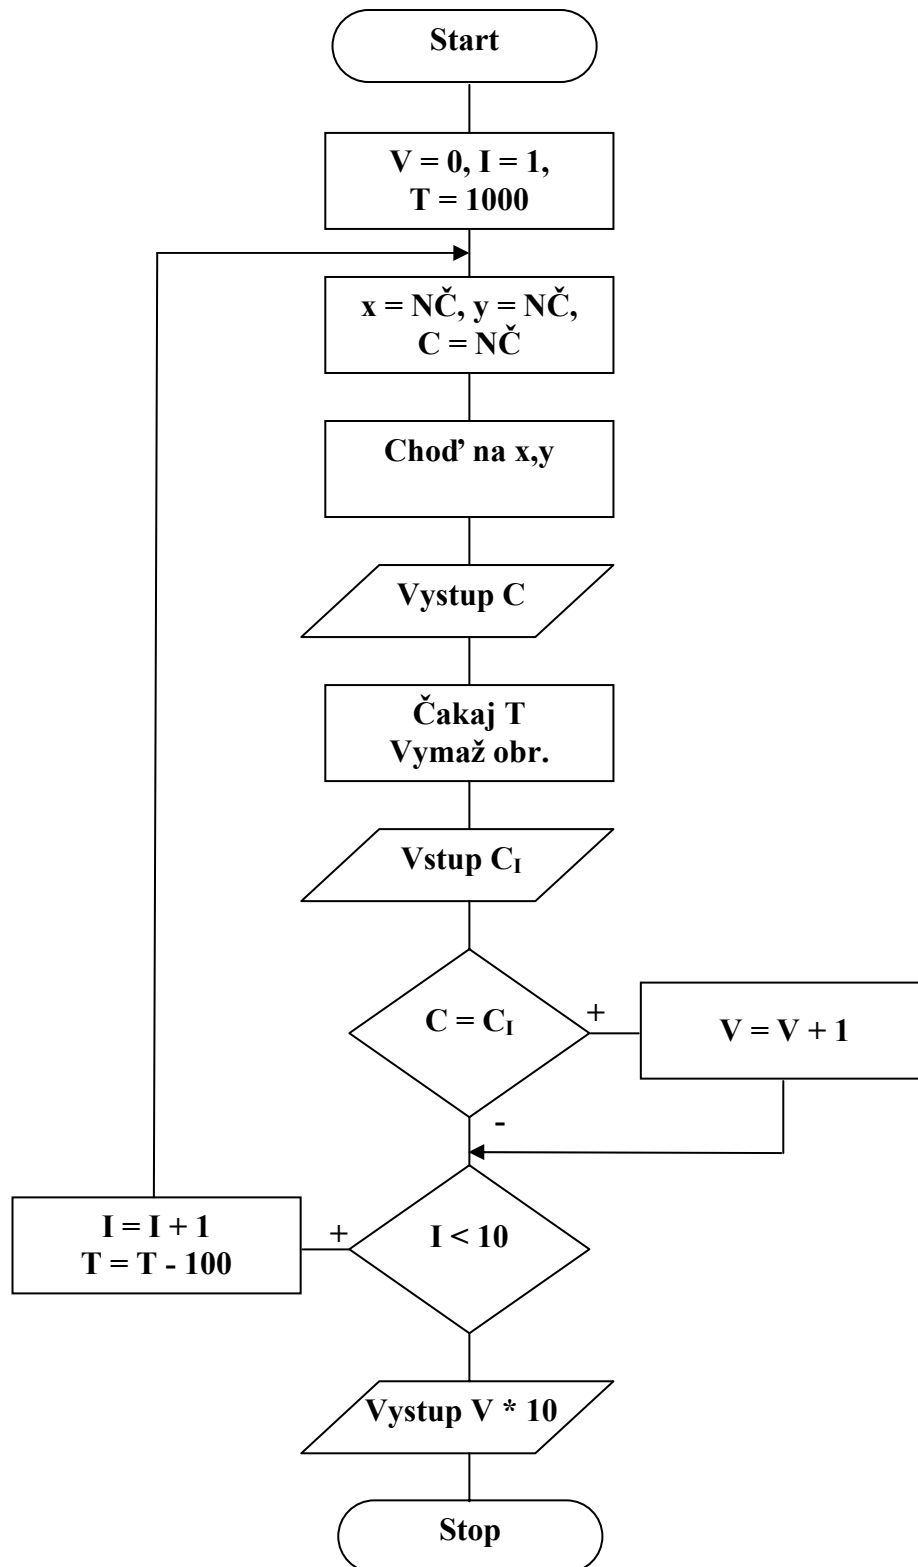 Start
V = 0, I = 1,
T = 1000
x = NČ, y = NČ,
C = NČ
Choď na x,y
Vystup C
Čakaj T
Vymaž obr.
Vstup C_I
C = C_I
+
V = V + 1
-
I = I + 1
T = T - 100
+
I < 10
Vystup V * 10
Stop